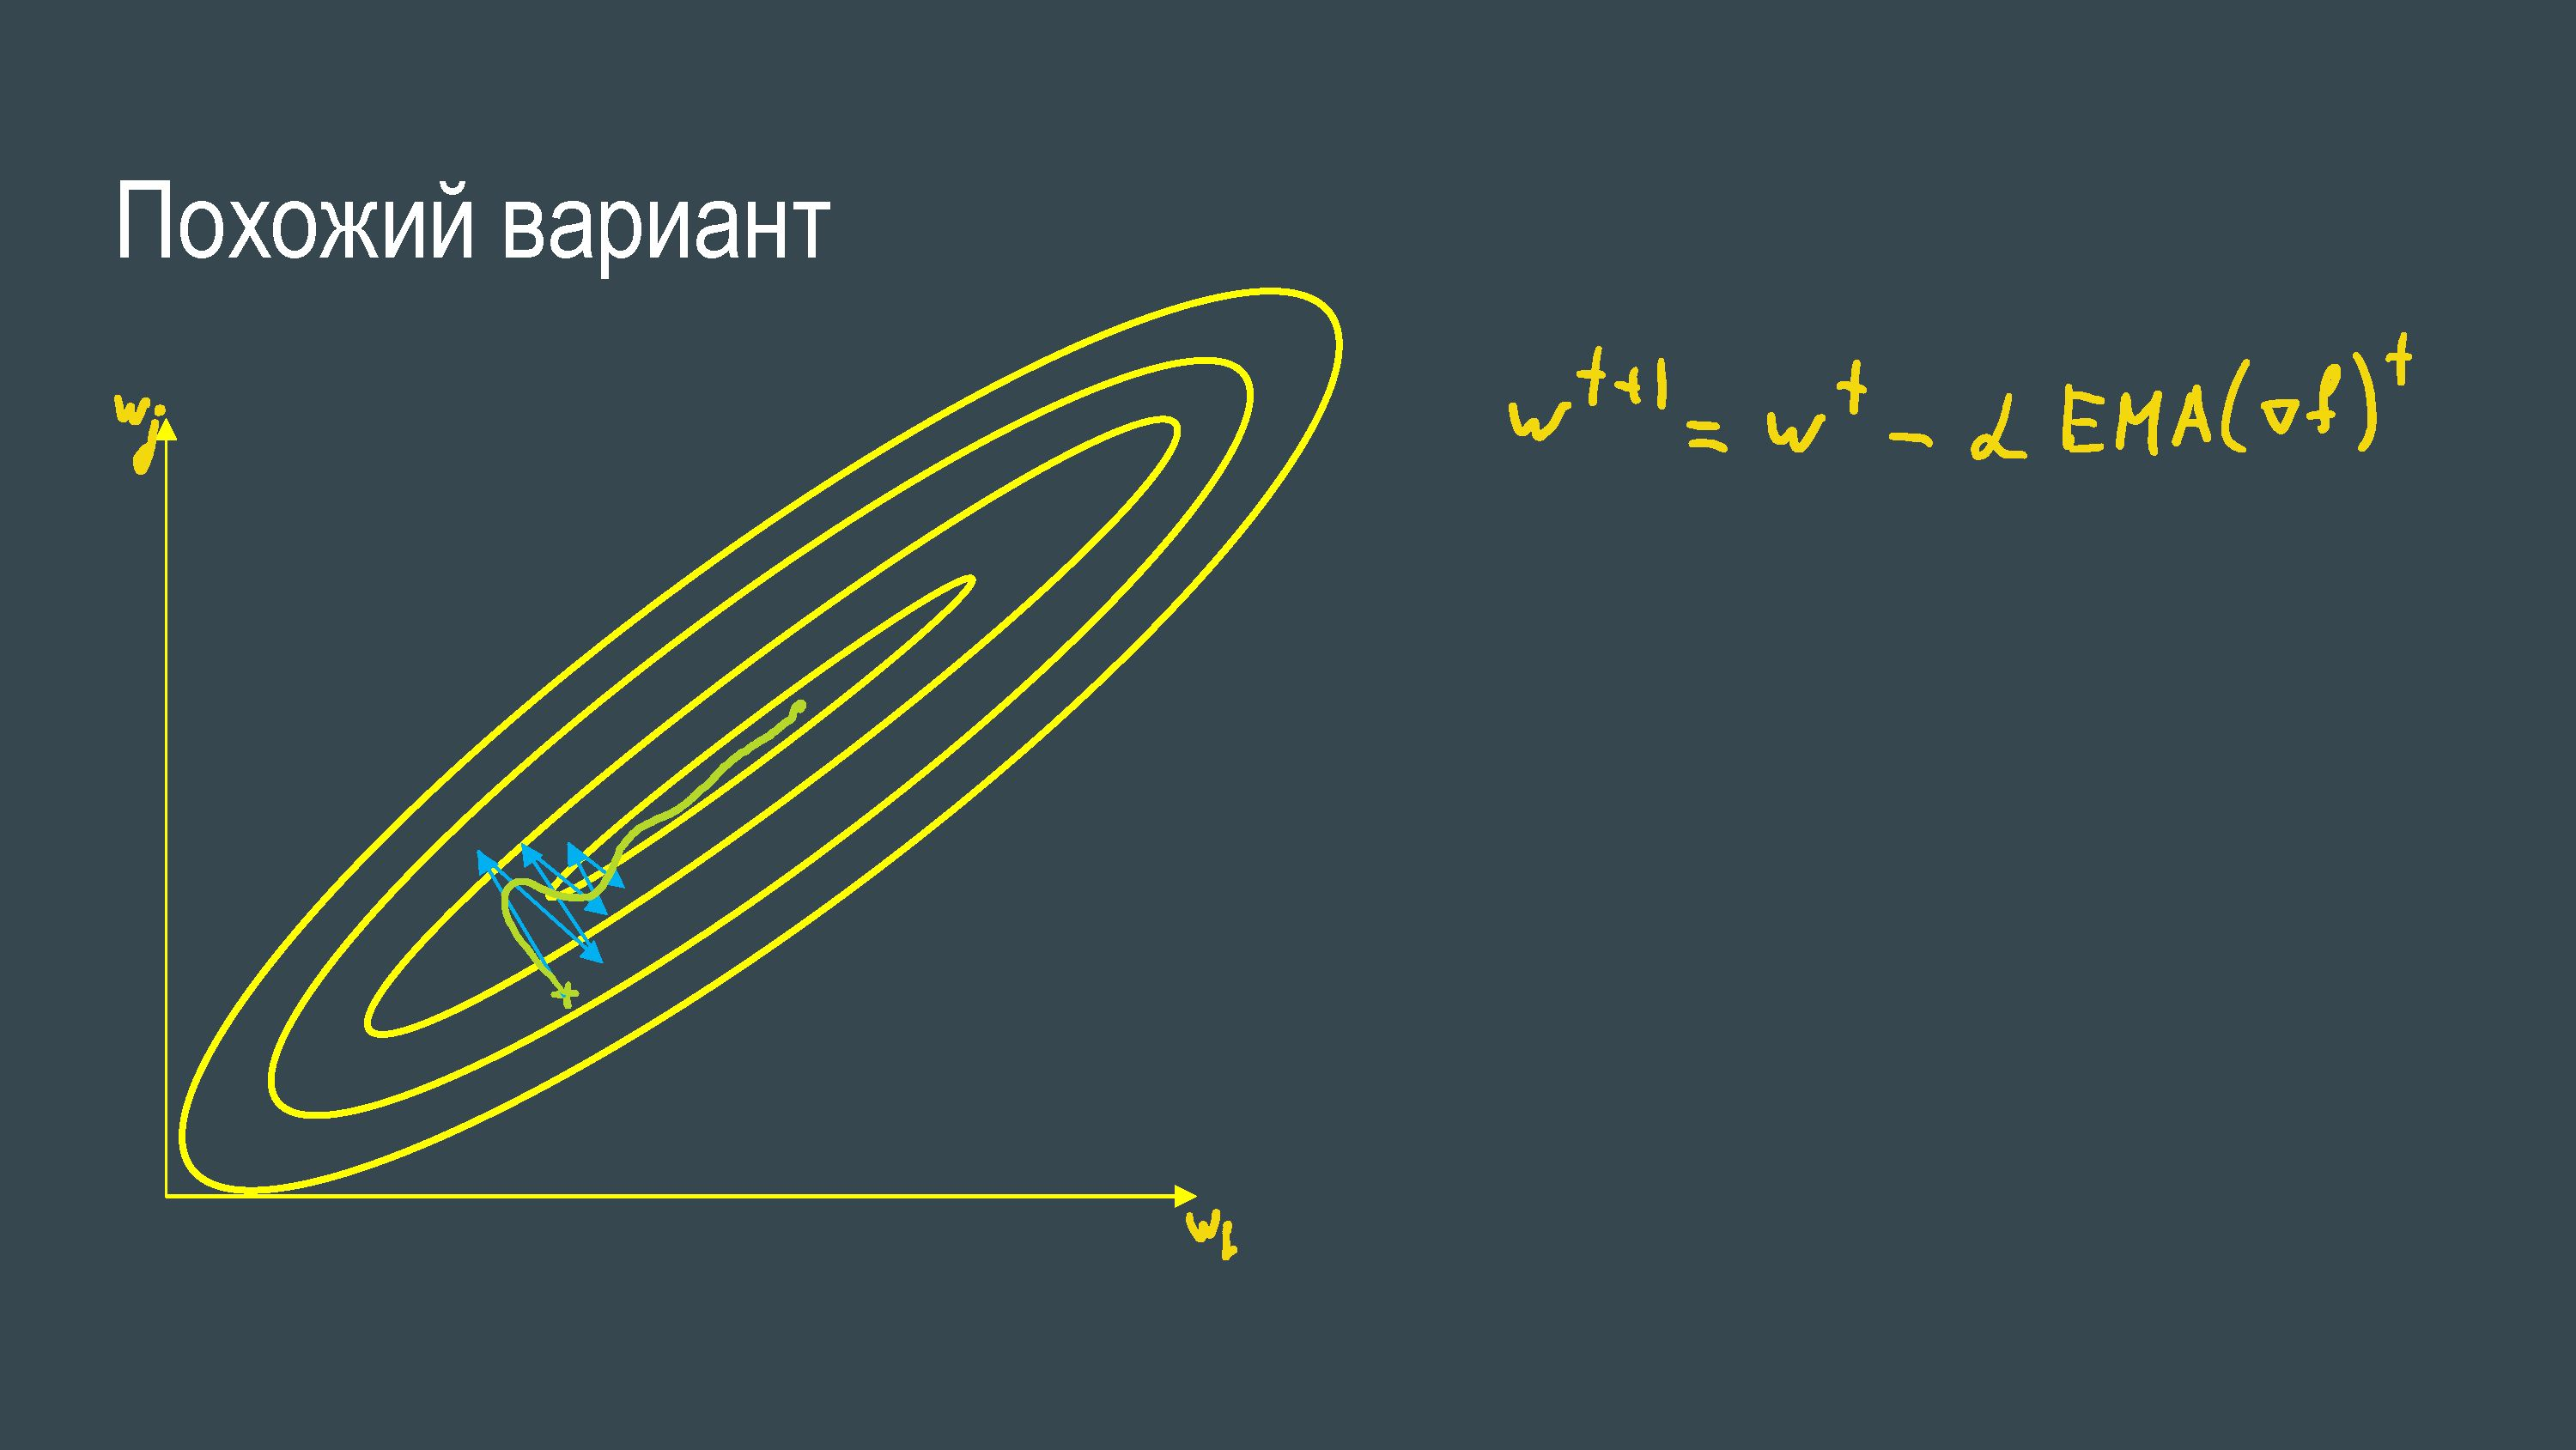 Похожий вариант
w^{t+1} = w^t - α EMA(∇f)^t
w_j
w_i